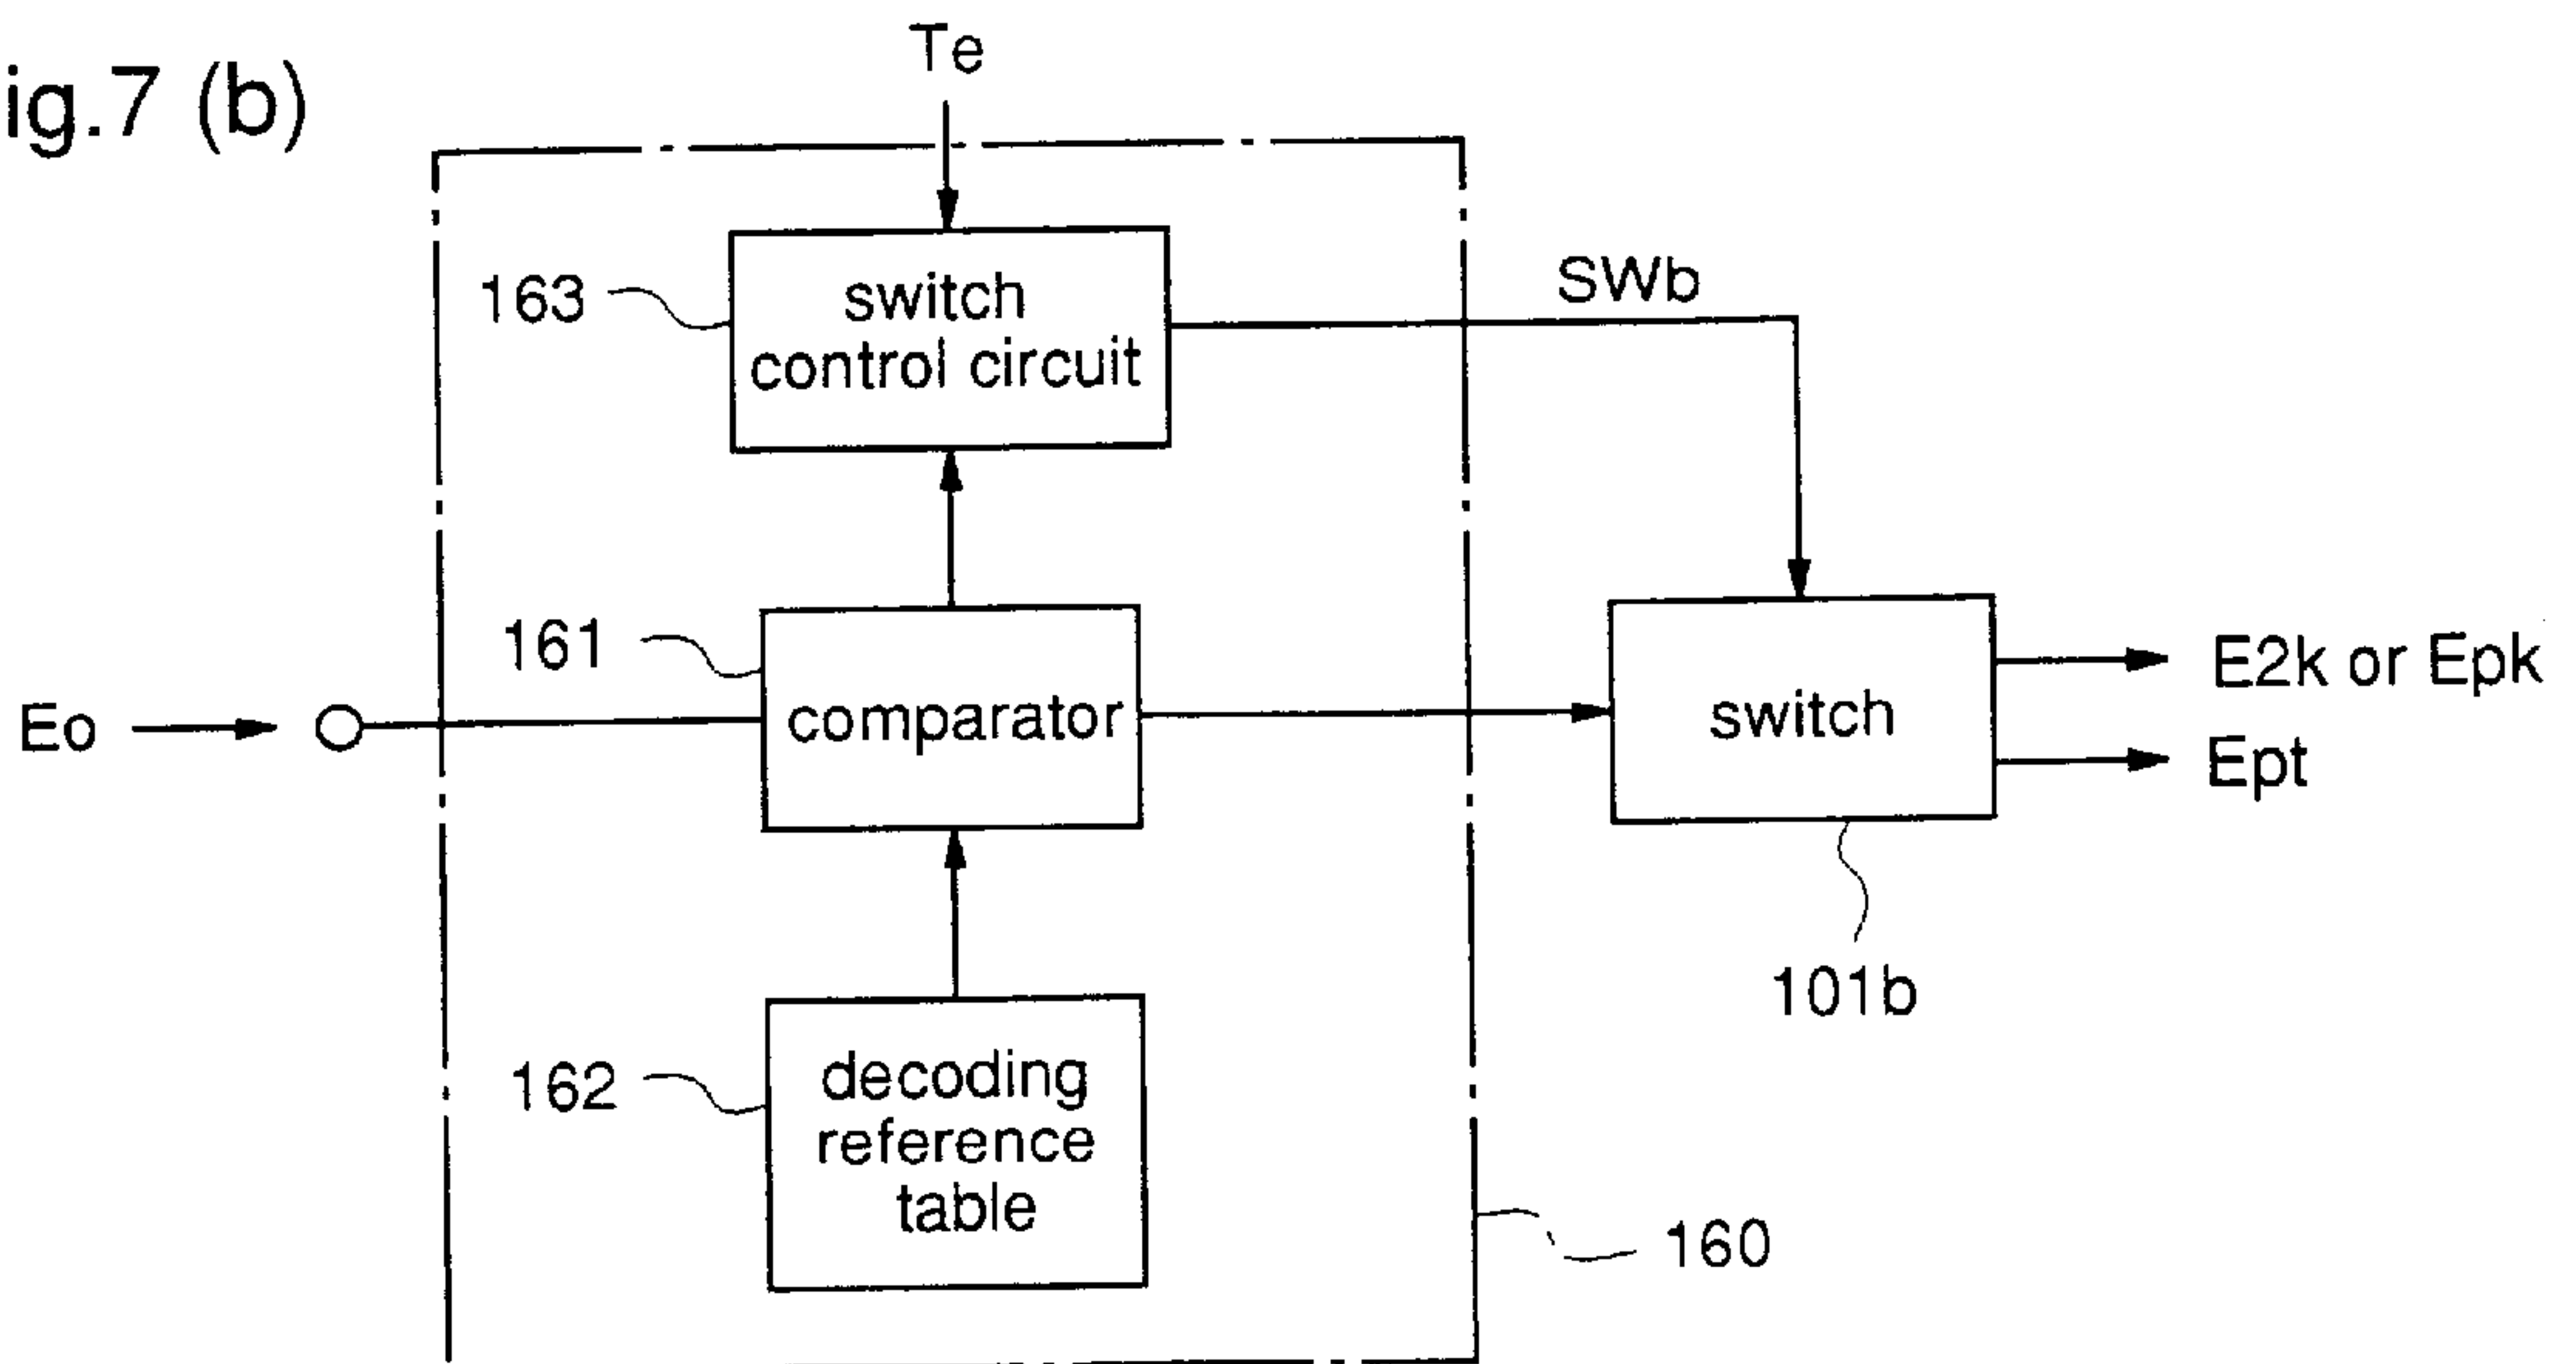 ig.7 (b)
Te
163
switch
control circuit
SWb
161
comparator
Eo
switch
E2k or Epk
Ept
101b
162
decoding
reference
table
160